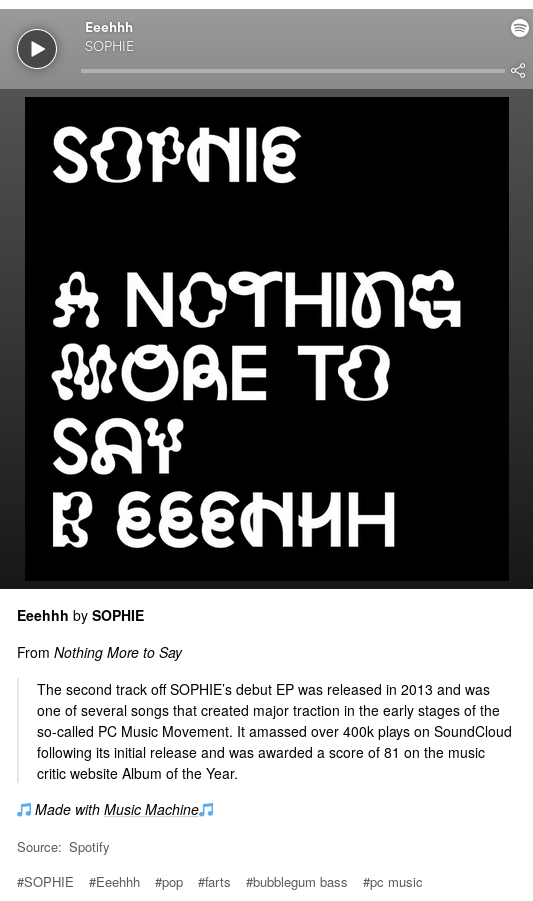 Eeehhh
SOPHIE
SOPHIE
A NOTHING
MORE TO
SAY
B EEEHHH
Eeehhh by SOPHIE
From Nothing More to Say
The second track off SOPHIE’s debut EP was released in 2013 and was
one of several songs that created major traction in the early stages of the
so-called PC Music Movement. It amassed over 400k plays on SoundCloud
following its initial release and was awarded a score of 81 on the music
critic website Album of the Year.
🎵 Made with Music Machine🎵
Source: Spotify
#SOPHIE #Eeehhh #pop #farts #bubblegum bass #pc music